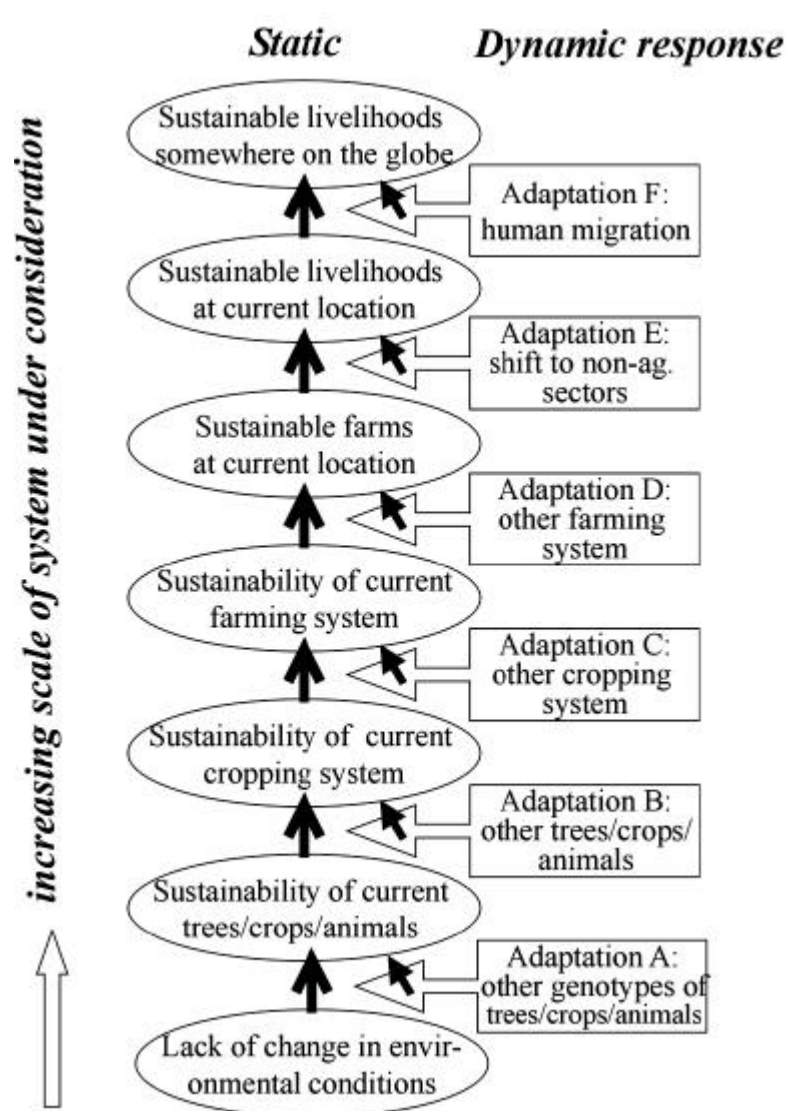 Static
Dynamic response
increasing scale of system under consideration
Sustainable livelihoods
somewhere on the globe
Adaptation F:
human migration
Sustainable livelihoods
at current location
Adaptation E:
shift to non-ag.
sectors
Sustainable farms
at current location
Adaptation D:
other farming
system
Sustainability of current
farming system
Adaptation C:
other cropping
system
Sustainability of current
cropping system
Adaptation B:
other trees/crops/
animals
Sustainability of current
trees/crops/animals
Adaptation A:
other genotypes of
trees/crops/animals
Lack of change in envir-
onmental conditions